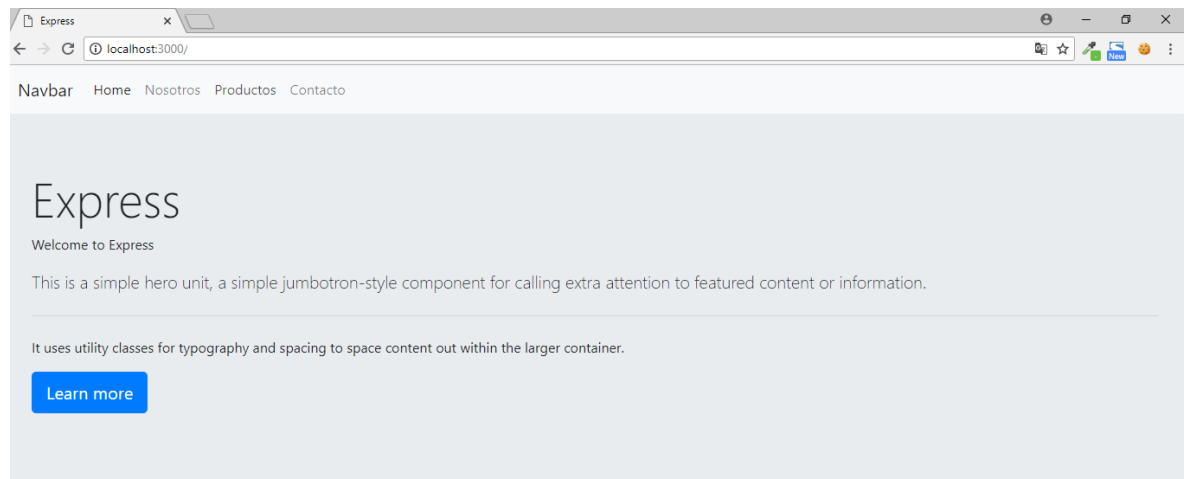 Express
localhost:3000/
New
Navbar Home Nosotros Productos Contacto
Express
Welcome to Express
This is a simple hero unit, a simple jumbotron-style component for calling extra attention to featured content or information.
It uses utility classes for typography and spacing to space content out within the larger container.
Learn more